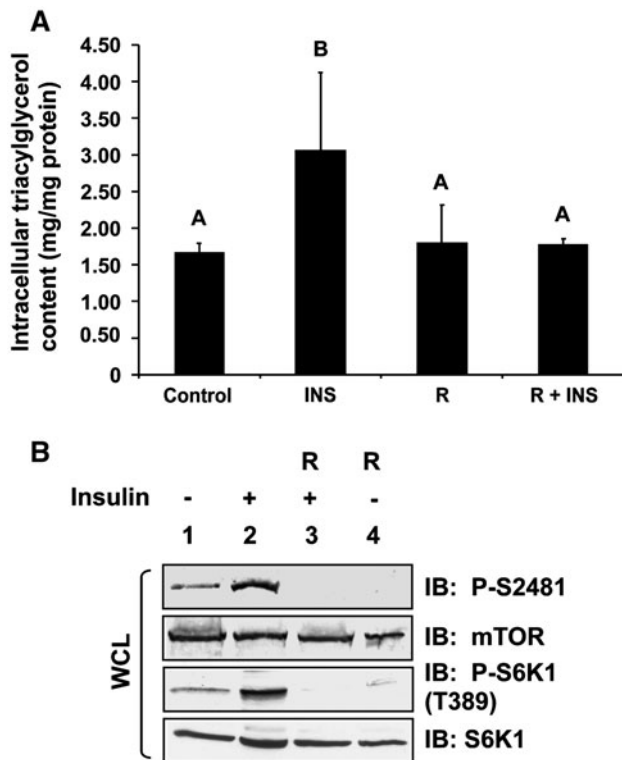 A
Intracellular triacylglycerol
content (mg/mg protein)
4.50
4.00
3.50
3.00
2.50
2.00
1.50
1.00
0.50
0
A
B
A
A
Control INS R R + INS
B
R R
Insulin - + + -
1 2 3 4
WCL
IB: P-S2481
IB: mTOR
IB: P-S6K1
(T389)
IB: S6K1